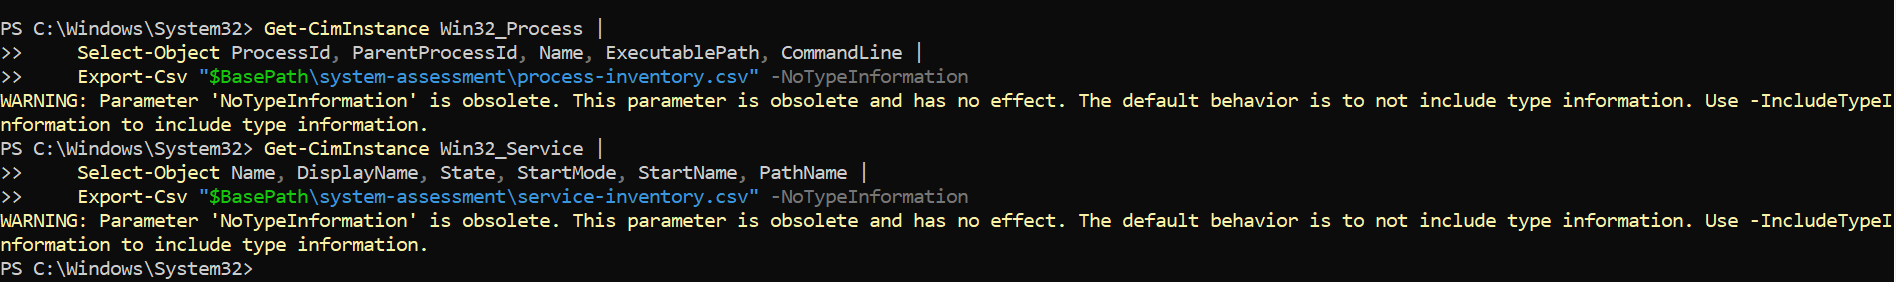 PS C:\Windows\System32> Get-CimInstance Win32_Process |
>>     Select-Object ProcessId, ParentProcessId, Name, ExecutablePath, CommandLine |
>>     Export-Csv "$BasePath\system-assessment\process-inventory.csv" -NoTypeInformation
WARNING: Parameter 'NoTypeInformation' is obsolete. This parameter is obsolete and has no effect. The default behavior is to not include type information. Use -IncludeTypeI
nformation to include type information.
PS C:\Windows\System32> Get-CimInstance Win32_Service |
>>     Select-Object Name, DisplayName, State, StartMode, StartName, PathName |
>>     Export-Csv "$BasePath\system-assessment\service-inventory.csv" -NoTypeInformation
WARNING: Parameter 'NoTypeInformation' is obsolete. This parameter is obsolete and has no effect. The default behavior is to not include type information. Use -IncludeTypeI
nformation to include type information.
PS C:\Windows\System32>